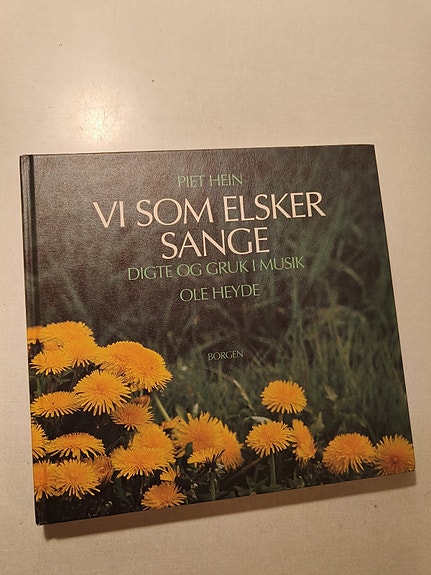 PIET HEIN
VI SOM ELSKER
SANGE
DIGTE OG GRUK I MUSIK
OLE HEYDE
BORGEN